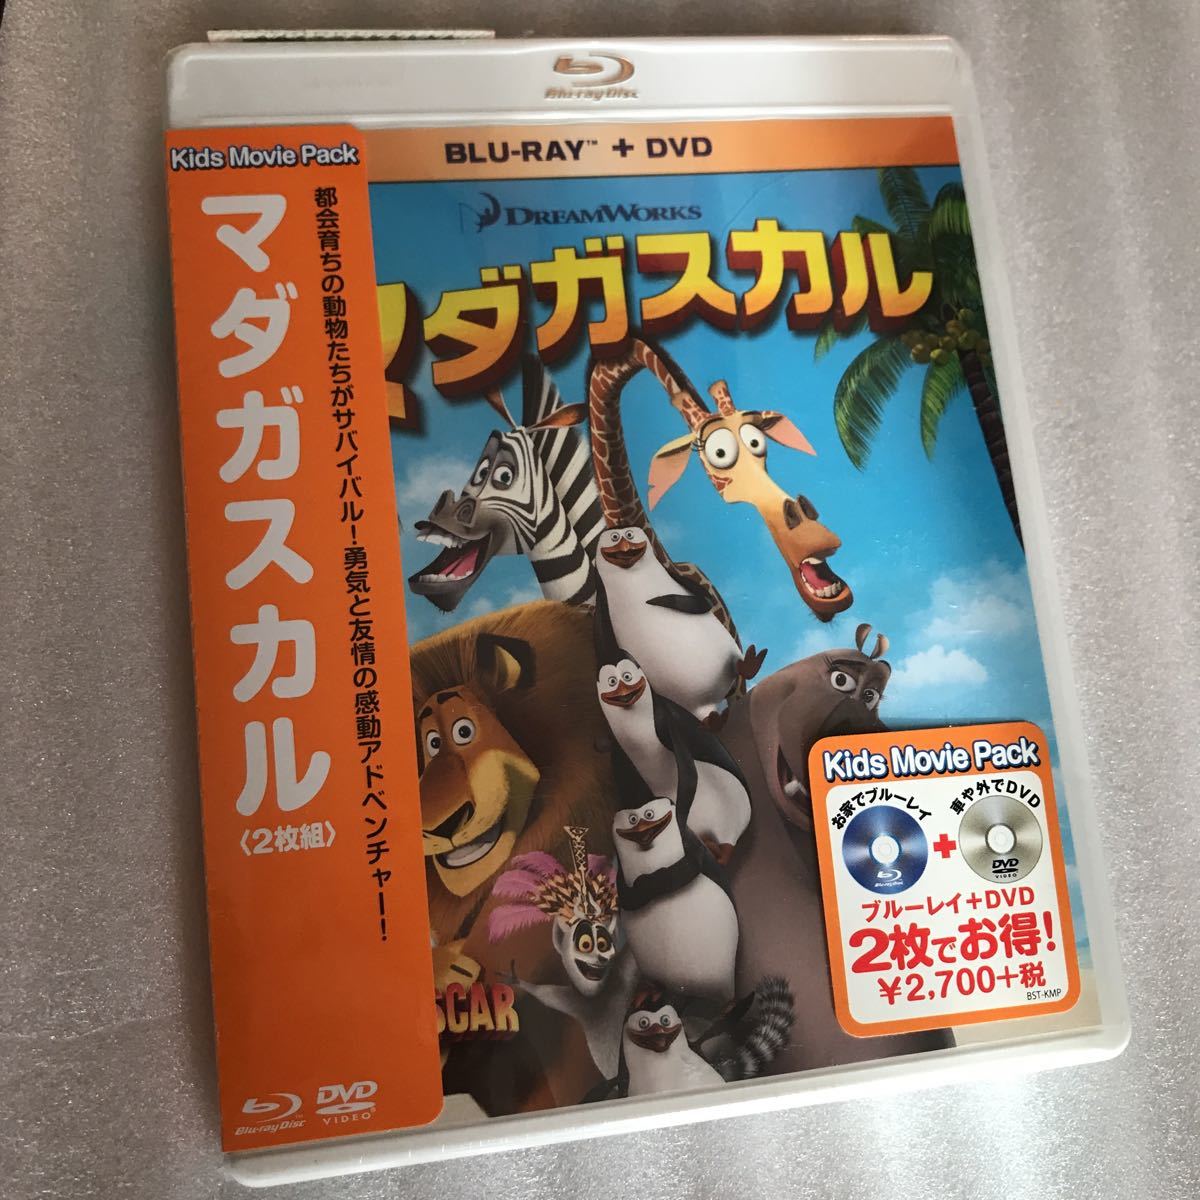 Blu-ray Disc
BLU-RAY™ + DVD
Kids Movie Pack
マダガスカル
〈2枚組〉
都会育ちの動物たちがサバイバル！勇気と友情の感動アドベンチャー！
Blu-ray Disc™
DVD
VIDEO
DREAMWORKS
マダガスカル
SCAR
Kids Movie Pack
お家でブルーレイ
Blu-ray Disc
+
車や外でDVD
DVD
VIDEO
ブルーレイ+DVD
2枚でお得!
¥2,700+税
BST-KMP